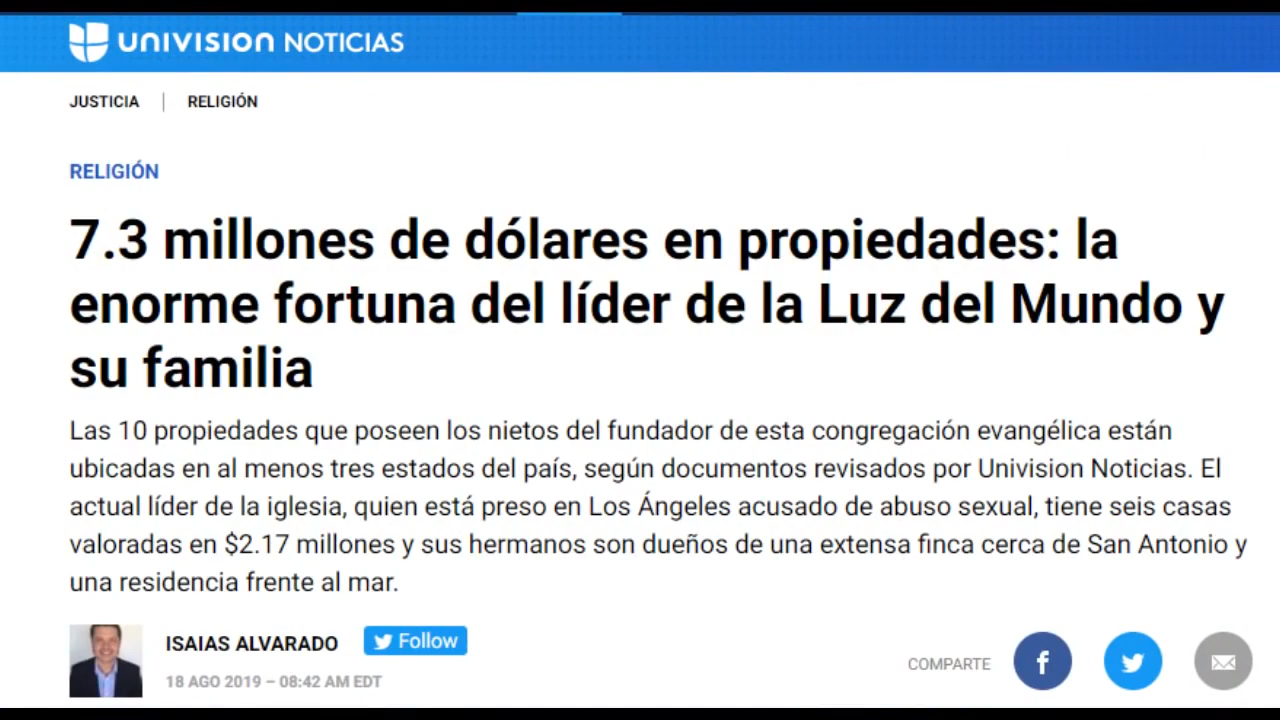 UNIVISION NOTICIAS
JUSTICIA | RELIGIÓN
RELIGIÓN
7.3 millones de dólares en propiedades: la
enorme fortuna del líder de la Luz del Mundo y
su familia
Las 10 propiedades que poseen los nietos del fundador de esta congregación evangélica están
ubicadas en al menos tres estados del país, según documentos revisados por Univision Noticias. El
actual líder de la iglesia, quien está preso en Los Ángeles acusado de abuso sexual, tiene seis casas
valoradas en $2.17 millones y sus hermanos son dueños de una extensa finca cerca de San Antonio y
una residencia frente al mar.
ISAIAS ALVARADO Follow
18 AGO 2019 – 08:42 AM EDT
COMPARTE f